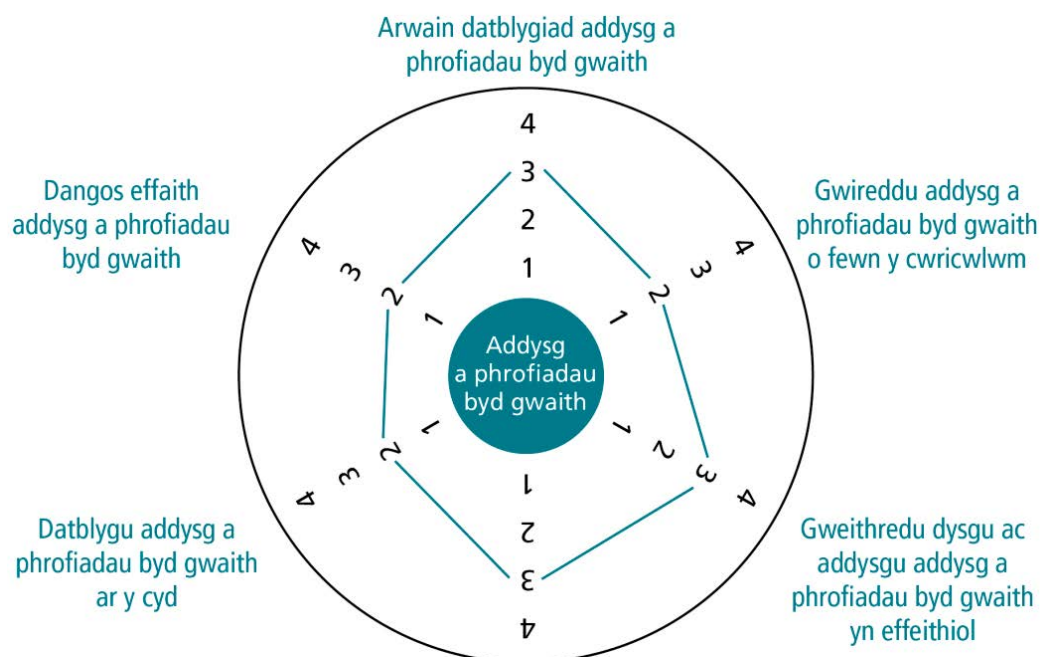 Arwain datblygiad addysg a
phrofiadau byd gwaith
4
3
2
1
Dangos effaith
addysg a phrofiadau
byd gwaith
4
3
2
1
Gwireddu addysg a
phrofiadau byd gwaith
o fewn y cwricwlwm
4
3
2
1
Addysg
a phrofiadau
byd gwaith
Datblygu addysg a
phrofiadau byd gwaith
ar y cyd
1
2
3
4
1
2
3
4
Gweithredu dysgu ac
addysgu addysg a
phrofiadau byd gwaith
yn effeithiol
1
2
3
4